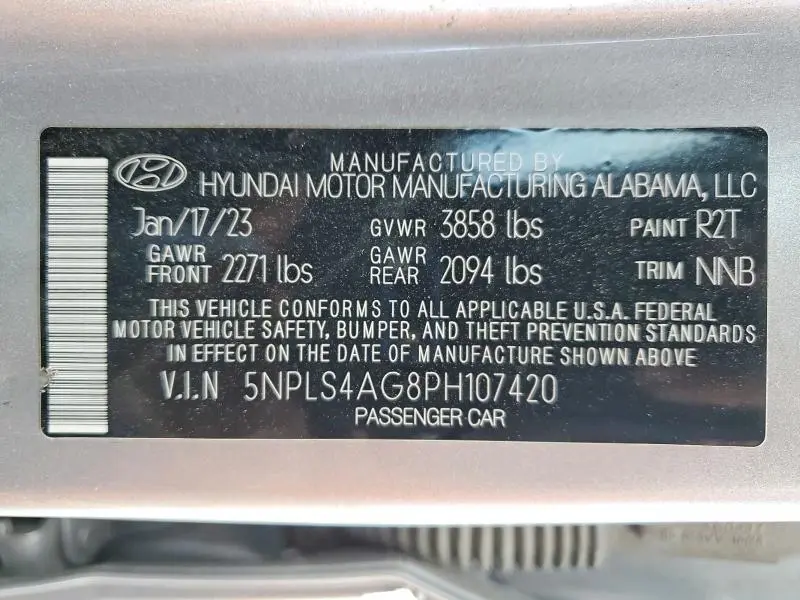 MANUFACTURED BY
HYUNDAI MOTOR MANUFACTURING ALABAMA, LLC
Jan/17/23 GVWR 3858 lbs PAINT R2T
GAWR FRONT 2271 lbs GAWR REAR 2094 lbs TRIM NNB
THIS VEHICLE CONFORMS TO ALL APPLICABLE U.S.A. FEDERAL
MOTOR VEHICLE SAFETY, BUMPER, AND THEFT PREVENTION STANDARDS
IN EFFECT ON THE DATE OF MANUFACTURE SHOWN ABOVE
V.I.N 5NPLS4AG8PH107420
PASSENGER CAR